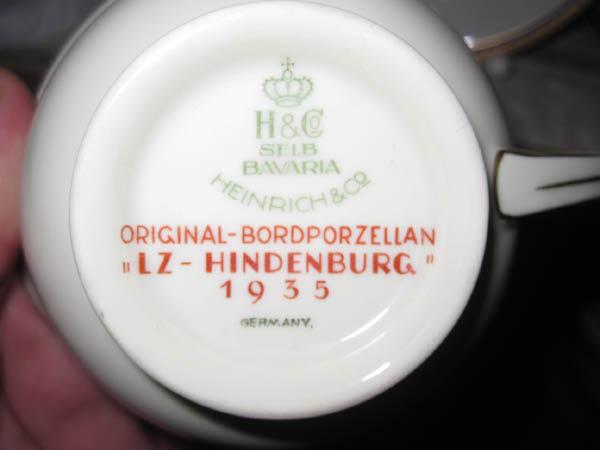 H&Co
SELB
BAVARIA
HEINRICH & Co
ORIGINAL-BORDPORZELLAN
"LZ - HINDENBURG"
1935
GERMANY.